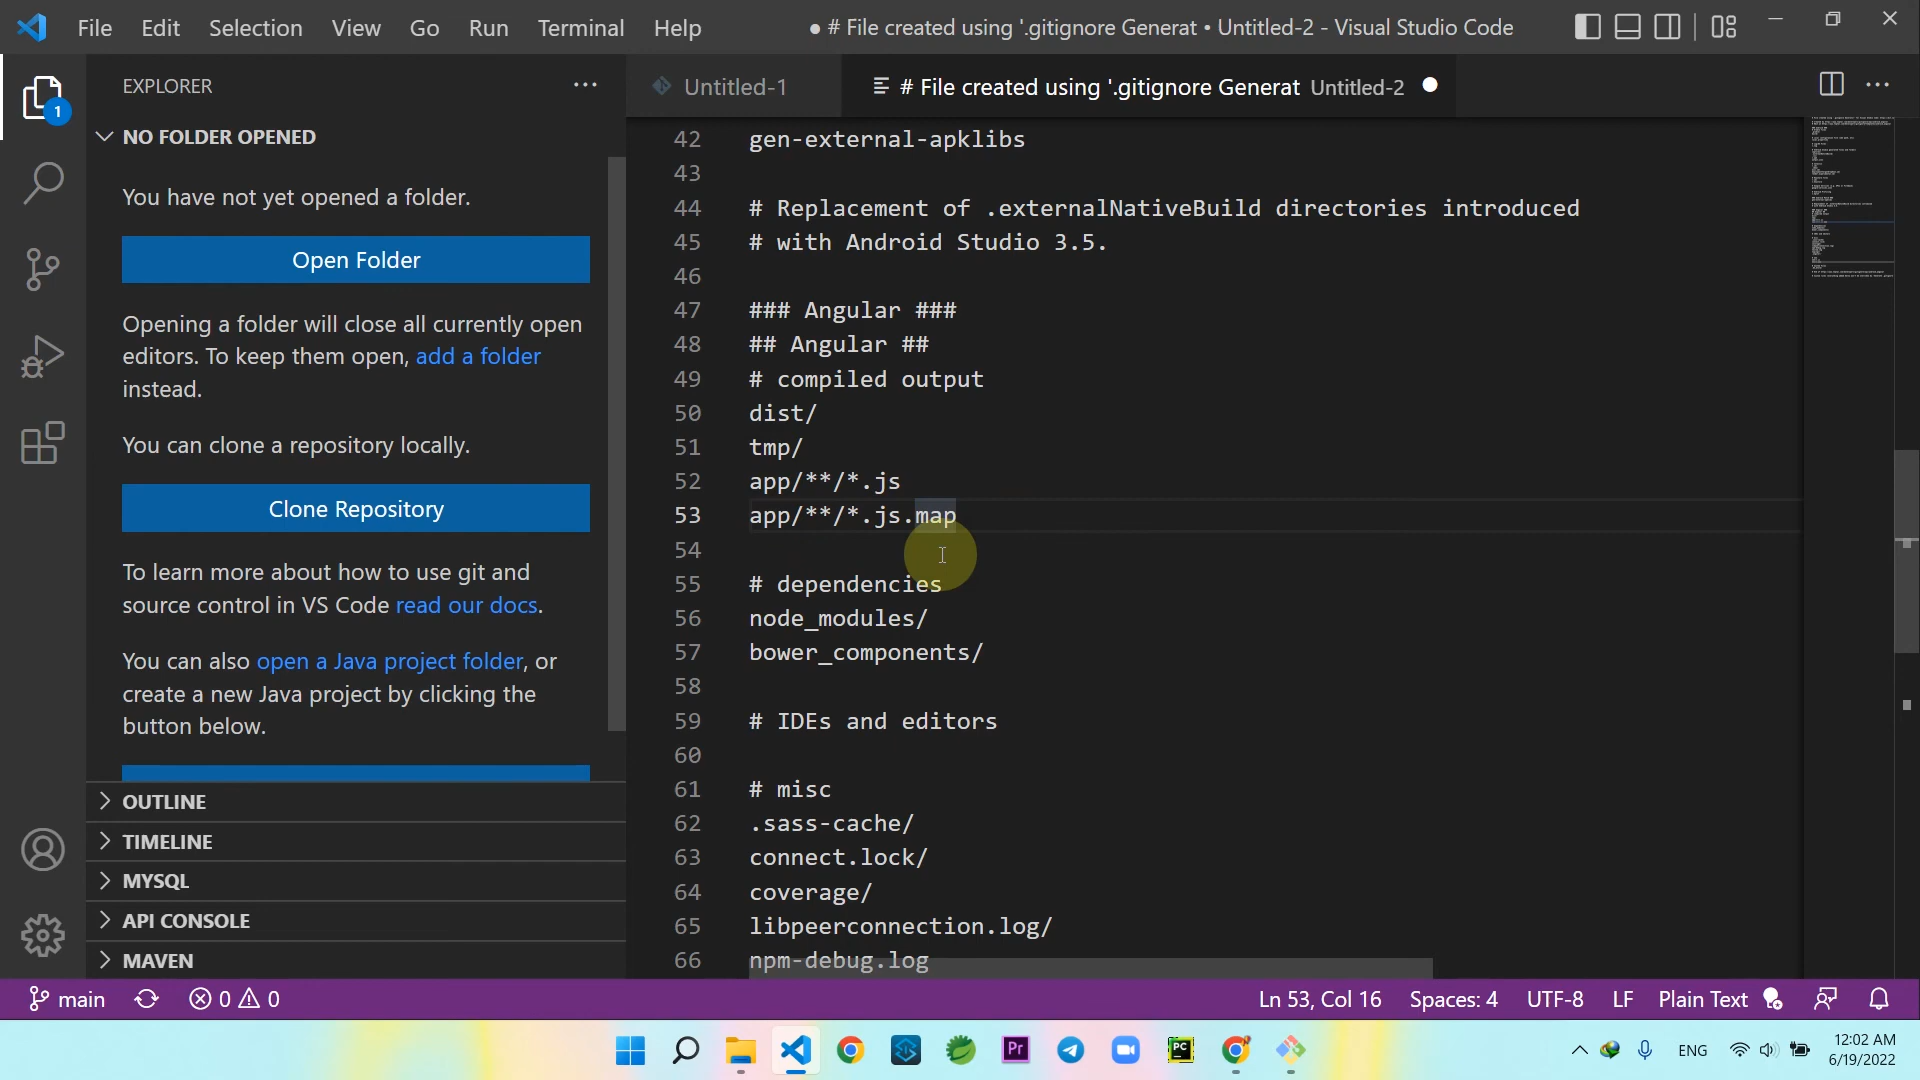 File Edit Selection View Go Run Terminal Help
● # File created using '.gitignore Generat • Untitled-2 - Visual Studio Code
1
EXPLORER
NO FOLDER OPENED
You have not yet opened a folder.
Open Folder
Opening a folder will close all currently open
editors. To keep them open, add a folder
instead.
You can clone a repository locally.
Clone Repository
To learn more about how to use git and
source control in VS Code read our docs.
You can also open a Java project folder, or
create a new Java project by clicking the
button below.
OUTLINE
TIMELINE
MYSQL
API CONSOLE
MAVEN
Untitled-1
# File created using '.gitignore Generat Untitled-2
42 gen-external-apklibs
43
44 # Replacement of .externalNativeBuild directories introduced
45 # with Android Studio 3.5.
46
47 ### Angular ###
48 ## Angular ##
49 # compiled output
50 dist/
51 tmp/
52 app/**/*.js
53 app/**/*.js.map
54
55 # dependencies
56 node_modules/
57 bower_components/
58
59 # IDEs and editors
60
61 # misc
62 .sass-cache/
63 connect.lock/
64 coverage/
65 libpeerconnection.log/
66 npm-debug.log
main 0 0 Ln 53, Col 16 Spaces: 4 UTF-8 LF Plain Text
Pr PC ENG 12:02 AM
6/19/2022